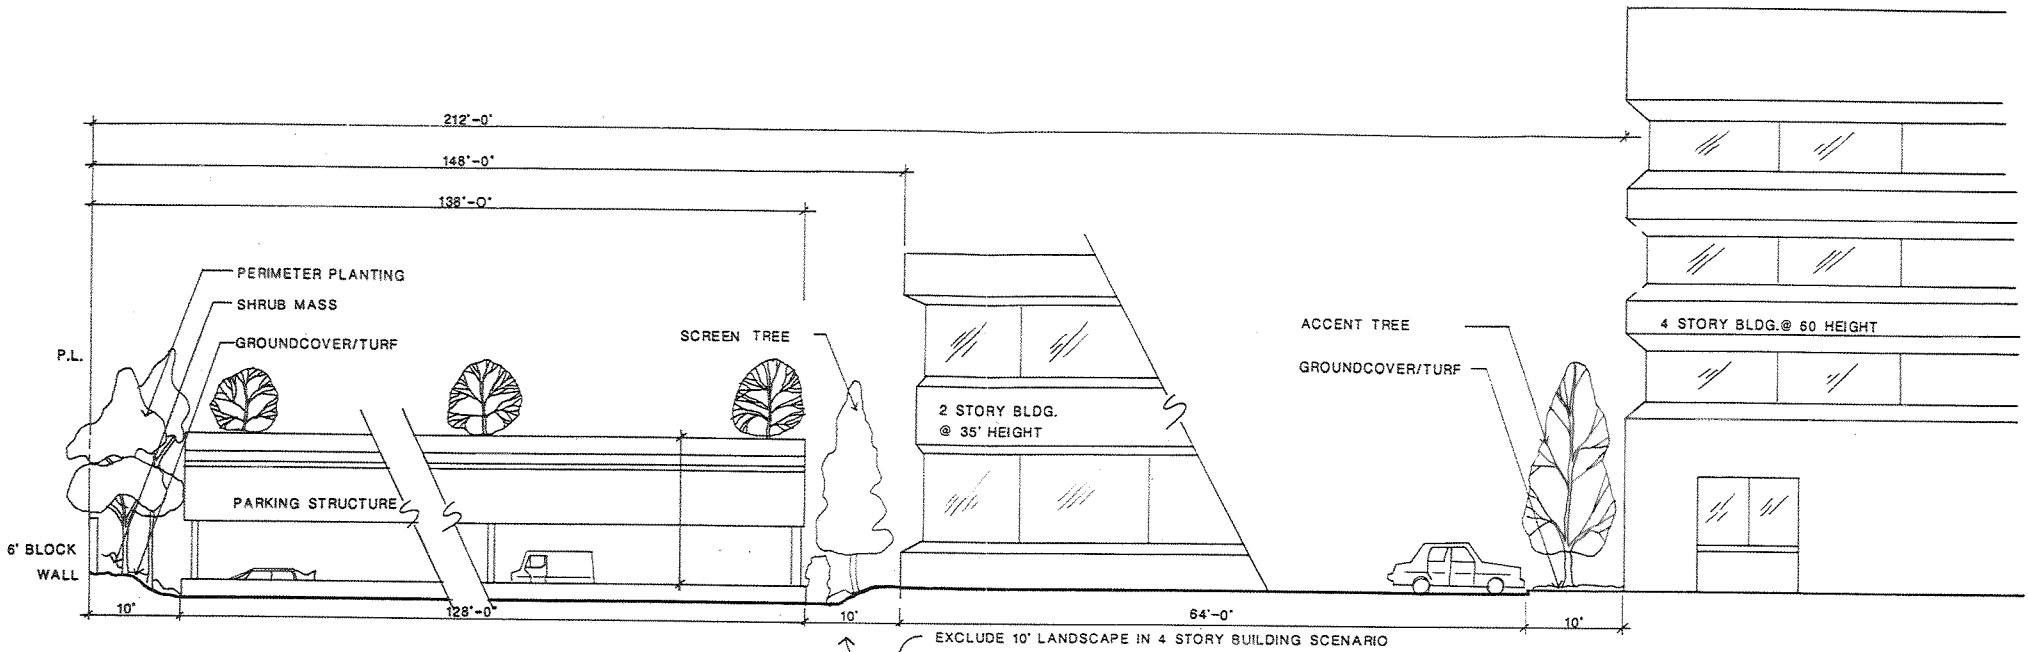 212'-0"
148'-0"
138'-0"
PERIMETER PLANTING
SHRUB MASS
GROUNDCOVER/TURF
P.L.
SCREEN TREE
ACCENT TREE
GROUNDCOVER/TURF
4 STORY BLDG.@ 60 HEIGHT
2 STORY BLDG.
@ 35' HEIGHT
PARKING STRUCTURE
6' BLOCK
WALL
10'
128'-0"
10'
64'-0"
10'
EXCLUDE 10' LANDSCAPE IN 4 STORY BUILDING SCENARIO